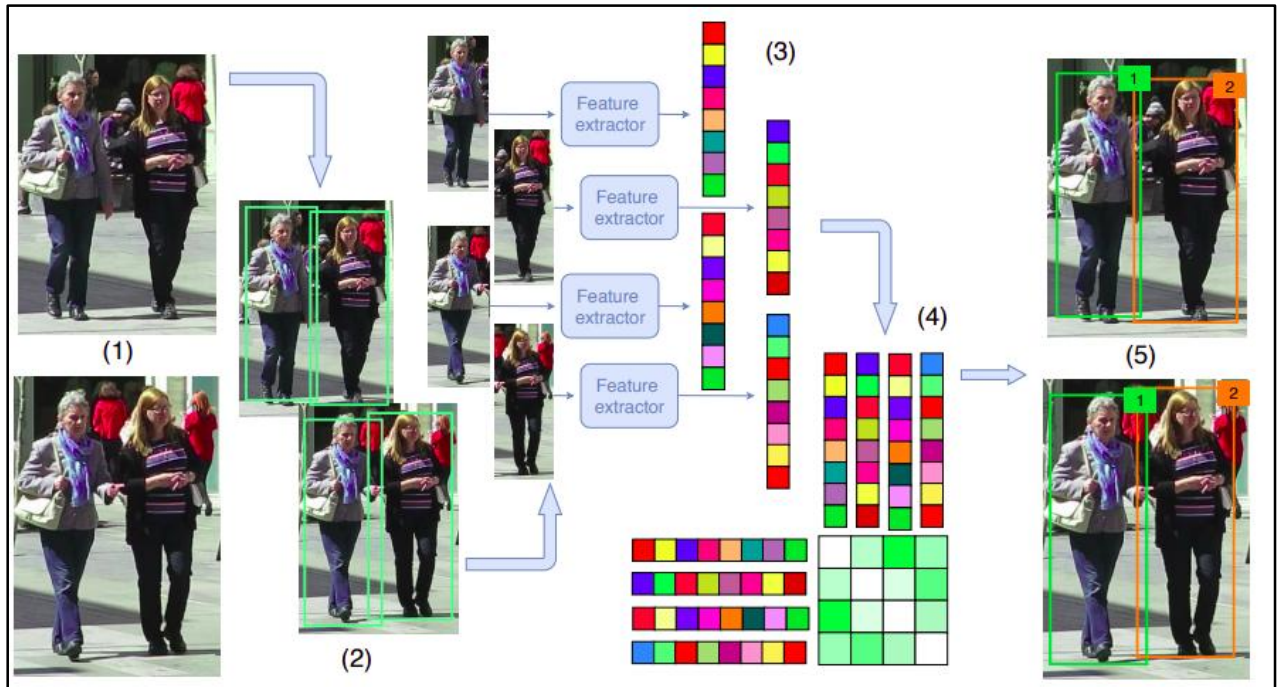 (1)
(2)
Feature
extractor
Feature
extractor
Feature
extractor
Feature
extractor
(3)
(4)
1
2
(5)
1
2